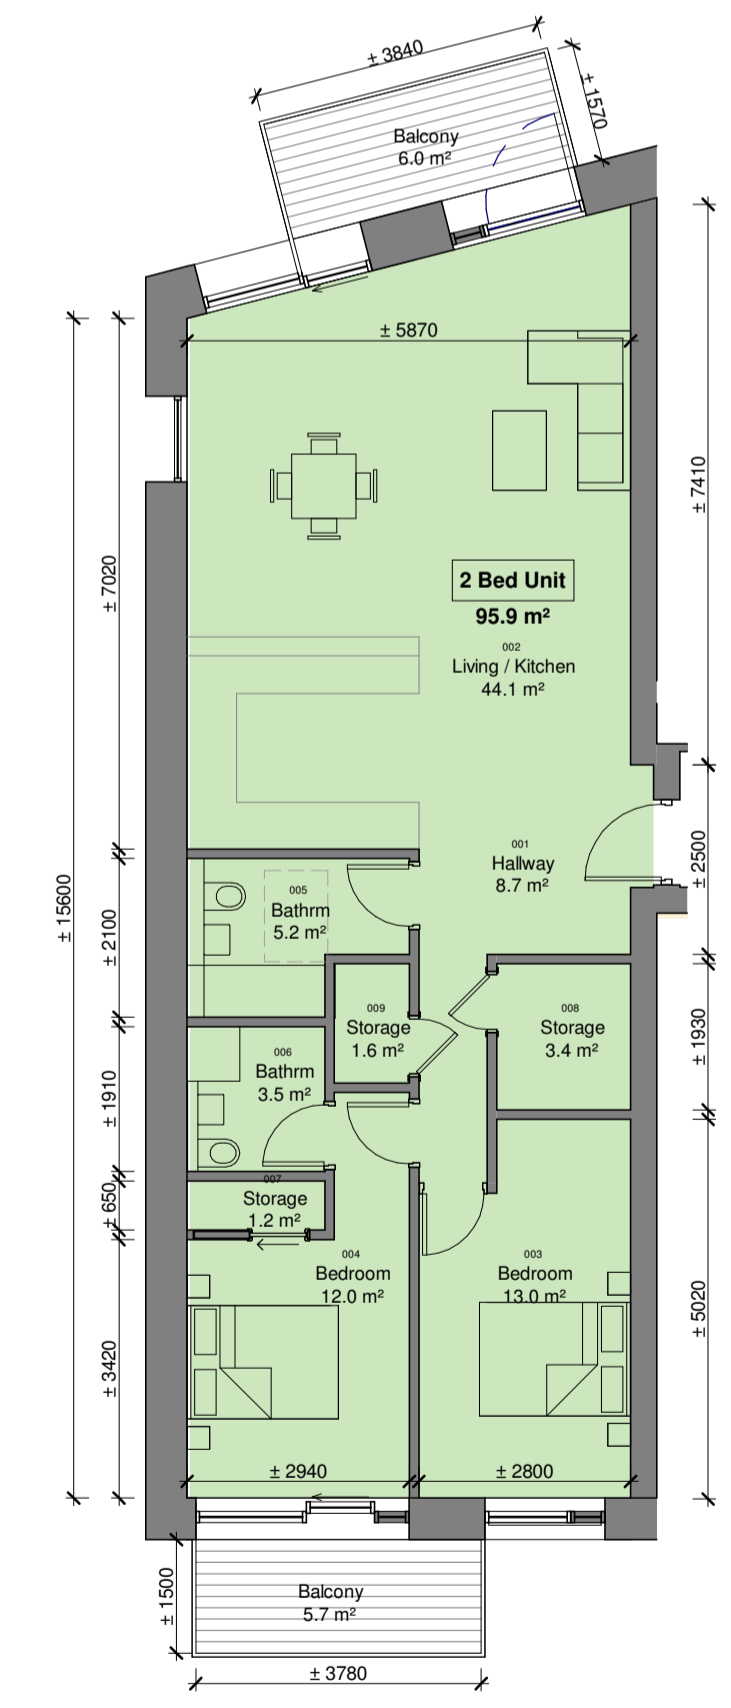 ± 3840
± 1570
Balcony
6.0 m²
± 5870
± 7410
± 7020
2 Bed Unit
95.9 m²
002
Living / Kitchen
44.1 m²
± 15600
001
Hallway
8.7 m²
± 2500
005
Bathrm
5.2 m²
± 2100
009
Storage
1.6 m²
008
Storage
3.4 m²
± 1930
006
Bathrm
3.5 m²
± 1910
007
Storage
1.2 m²
± 650
004
Bedroom
12.0 m²
003
Bedroom
13.0 m²
± 5020
± 3420
± 2940
± 2800
Balcony
5.7 m²
± 1500
± 3780